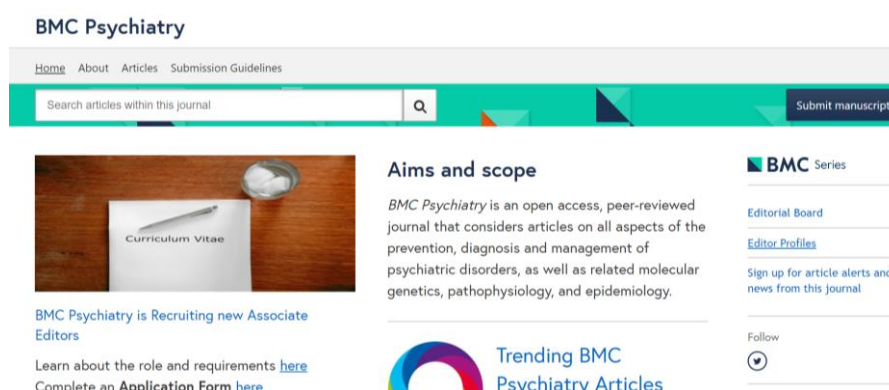 BMC Psychiatry
Home About Articles Submission Guidelines
Search articles within this journal
Submit manuscript
Curriculum Vitae
BMC Psychiatry is Recruiting new Associate
Editors
Learn about the role and requirements here
Complete an Application Form here
Aims and scope
BMC Psychiatry is an open access, peer-reviewed
journal that considers articles on all aspects of the
prevention, diagnosis and management of
psychiatric disorders, as well as related molecular
genetics, pathophysiology, and epidemiology.
Trending BMC
Psychiatry Articles
BMC Series
Editorial Board
Editor Profiles
Sign up for article alerts and
news from this journal
Follow